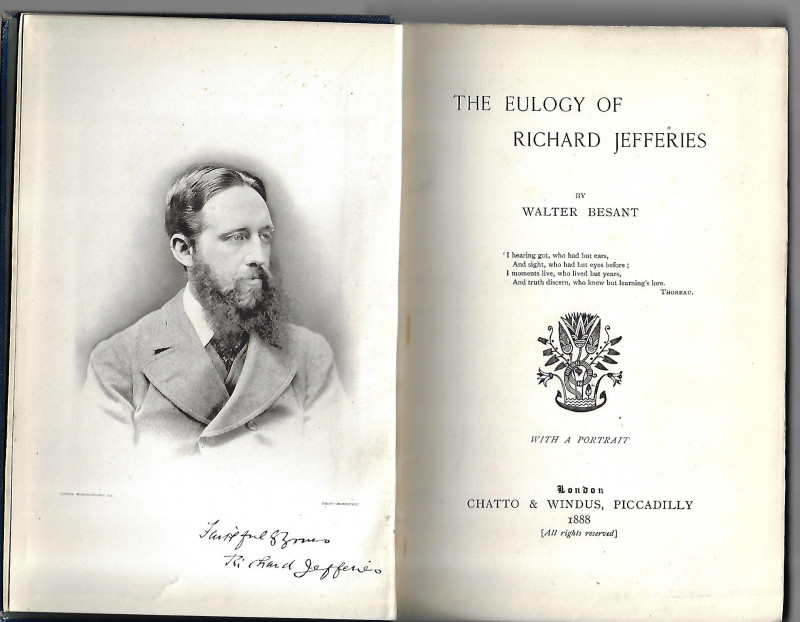 Faithfully Yours
Richard Jefferies
THE EULOGY OF
RICHARD JEFFERIES
BY
WALTER BESANT
'I hearing get, who had but ears,
And sight, who had but eyes before;
I moments live, who lived but years,
And truth discern, who knew but learning's lore.
THOREAU.
WITH A PORTRAIT
London
CHATTO & WINDUS, PICCADILLY
1888
[All rights reserved]